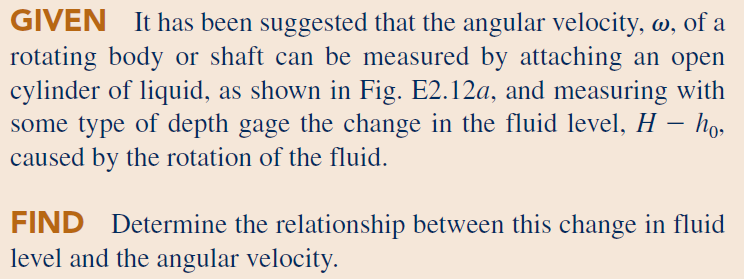 GIVEN It has been suggested that the angular velocity, ω, of a
rotating body or shaft can be measured by attaching an open
cylinder of liquid, as shown in Fig. E2.12a, and measuring with
some type of depth gage the change in the fluid level, H − h₀,
caused by the rotation of the fluid.
FIND Determine the relationship between this change in fluid
level and the angular velocity.